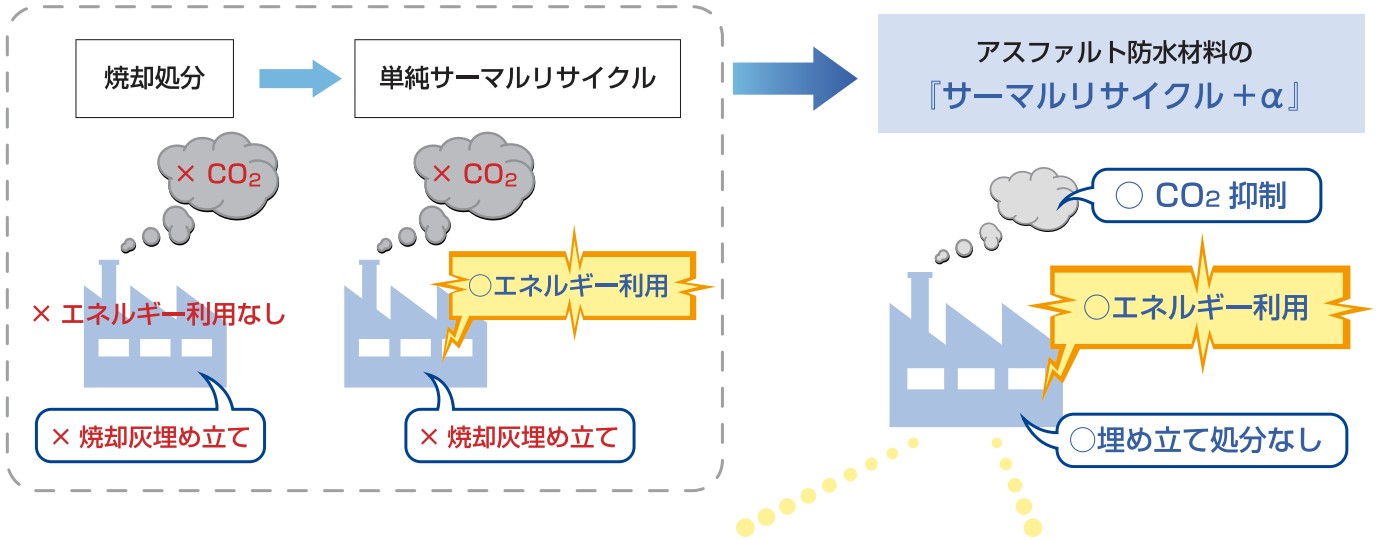 焼却処分
単純サーマルリサイクル
アスファルト防水材料の
『サーマルリサイクル＋α』
× CO₂
× エネルギー利用なし
× 焼却灰埋め立て
× CO₂
○エネルギー利用
× 焼却灰埋め立て
○ CO₂ 抑制
○エネルギー利用
○埋め立て処分なし